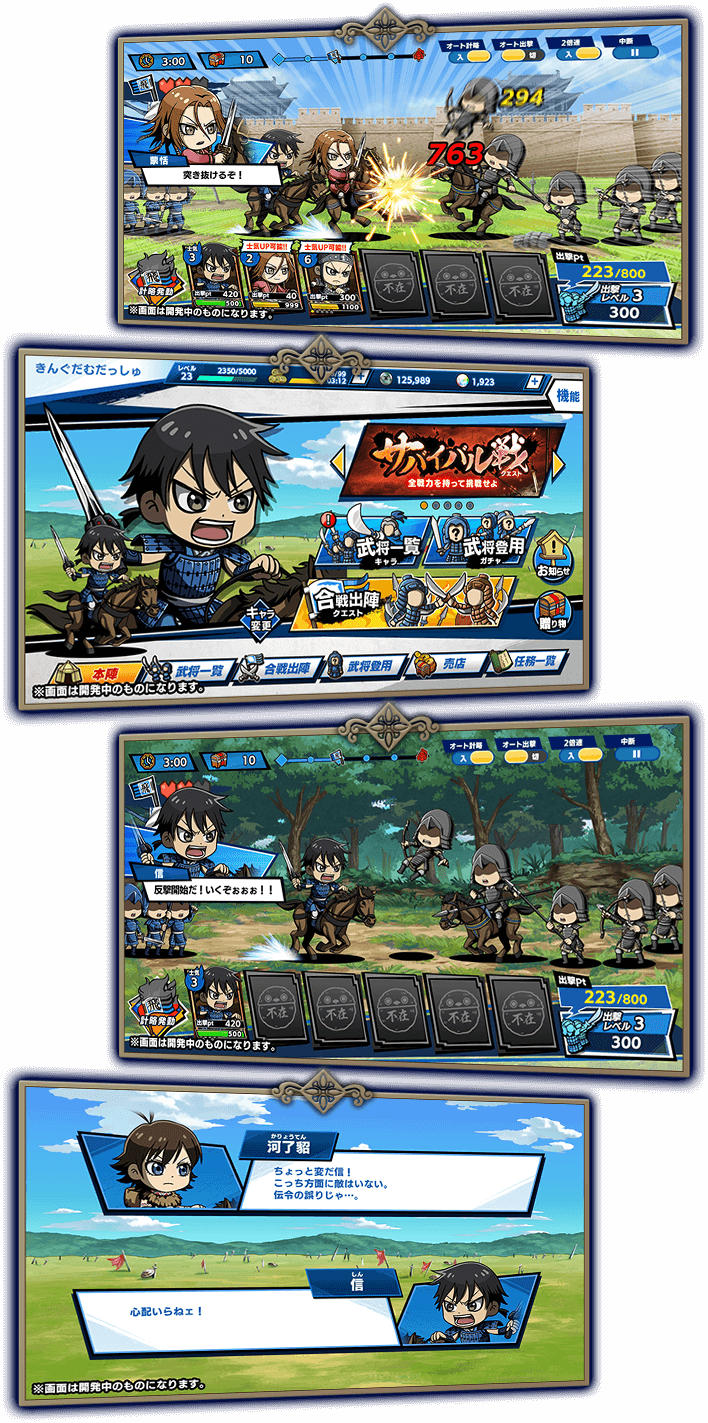 3:00
10
オート計略
入
オート出撃
切
2倍速
入
中断
294
763
飛
蒙恬
突き抜けるぞ！
飛
計略発動
士気
3
出撃pt 420
500
士気UP可能!!
2
出撃pt 40
999
士気UP可能!!
6
出撃pt 300
1100
不在
不在
不在
出撃pt
223/800
出撃
レベル 3
300
※画面は開発中のものになります。
きんぐだむだっしゅ
レベル
23
2350/5000
/99
03:12
125,989
1,923
機能
サバイバル戦
クエスト
全戦力を持って挑戦せよ
武将一覧
キャラ
武将登用
ガチャ
お知らせ
合戦出陣
クエスト
贈り物
キャラ
変更
本陣
武将一覧
合戦出陣
武将登用
売店
任務一覧
※画面は開発中のものになります。
3:00
10
オート計略
入
オート出撃
切
2倍速
入
中断
飛
信
反撃開始だ！いくぞぉぉぉ！！
飛
計略発動
士気
3
出撃pt 420
500
不在
不在
不在
不在
不在
出撃pt
223/800
出撃
レベル 3
300
※画面は開発中のものになります。
かりょうてん
河了貂
ちょっと変だ信！
こっち方面に敵はいない。
伝令の誤りじゃ…。
しん
信
心配いらねェ！
※画面は開発中のものになります。